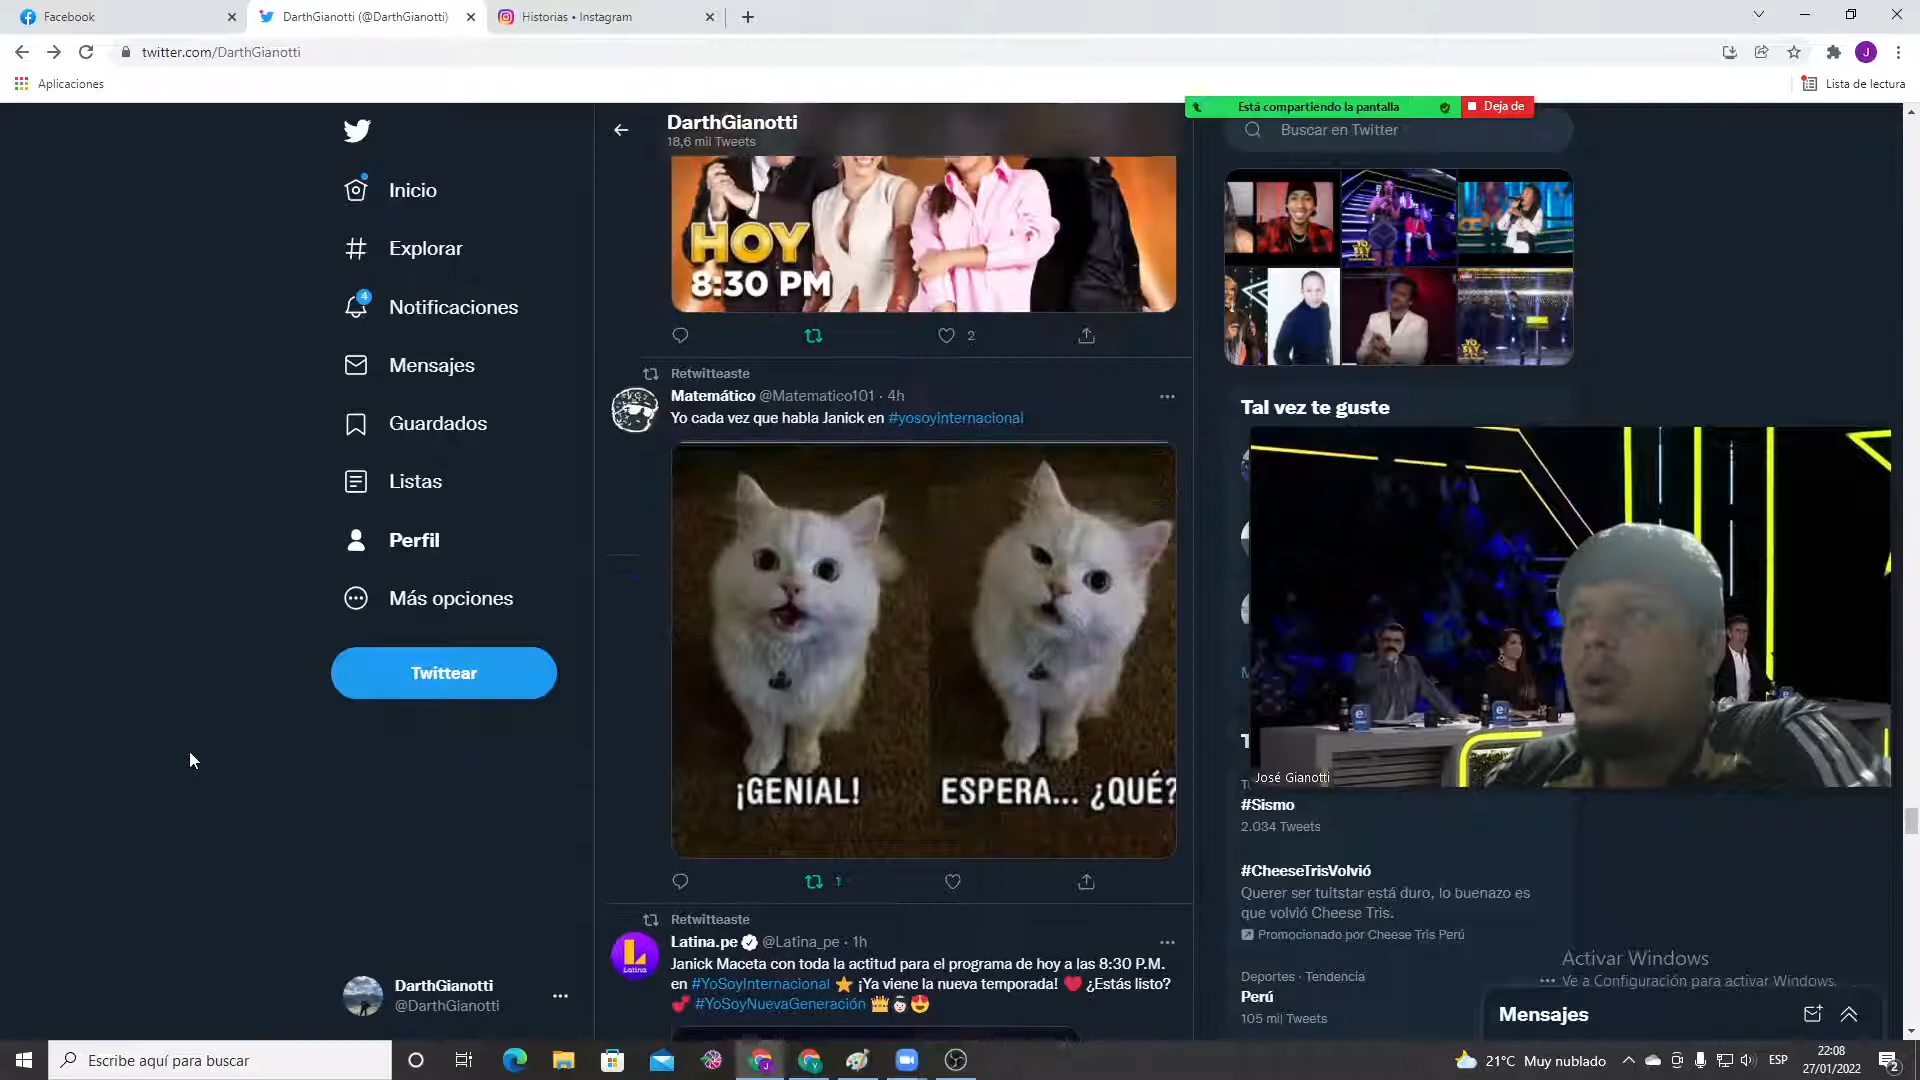 Facebook
DarthGianotti (@DarthGianotti)
Historias • Instagram
twitter.com/DarthGianotti
J
Aplicaciones
Lista de lectura
Está compartiendo la pantalla
Deja de
DarthGianotti
18,6 mil Tweets
Buscar en Twitter
Inicio
Explorar
4
Notificaciones
Mensajes
Guardados
Listas
Perfil
Más opciones
Twittear
DarthGianotti
@DarthGianotti
HOY
8:30 PM
2
Retwitteaste
Matemático @Matematico101 · 4h
Yo cada vez que habla Janick en #yosoyinternacional
¡GENIAL!
ESPERA... ¿QUÉ?
1
Retwitteaste
Latina.pe @Latina_pe · 1h
Latina
Janick Maceta con toda la actitud para el programa de hoy a las 8:30 P.M.
en #YoSoyInternacional ⭐ ¡Ya viene la nueva temporada! ❤️ ¿Estás listo?
💕 #YoSoyNuevaGeneración 👑👨🏻‍🍳😍
YO
SOY
YO
SOY
Tal vez te guste
José Gianotti
#Sismo
2.034 Tweets
#CheeseTrisVolvió
Querer ser tuitstar está duro, lo buenazo es
que volvió Cheese Tris.
Promocionado por Cheese Tris Perú
Deportes · Tendencia
Perú
105 mil Tweets
Activar Windows
Ve a Configuración para activar Windows.
Mensajes
Escribe aquí para buscar
21°C Muy nublado
ESP
22:08
27/01/2022
2